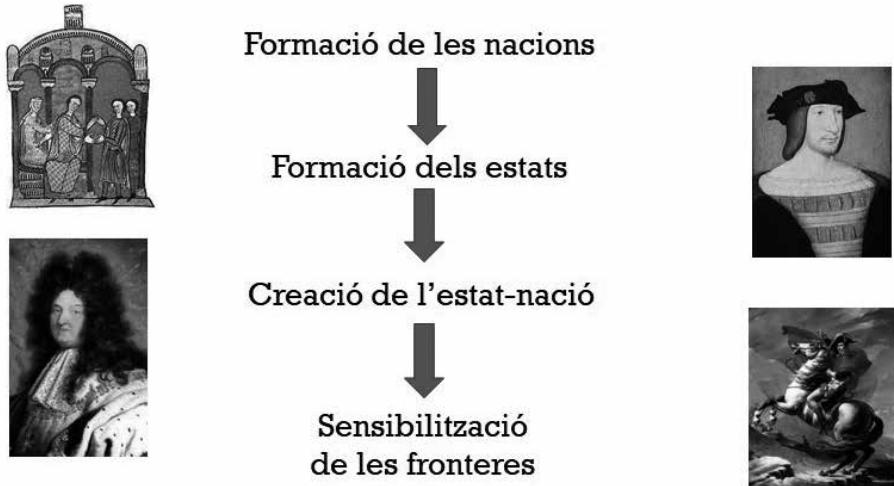 Formació de les nacions
Formació dels estats
Creació de l’estat-nació
Sensibilització
de les fronteres